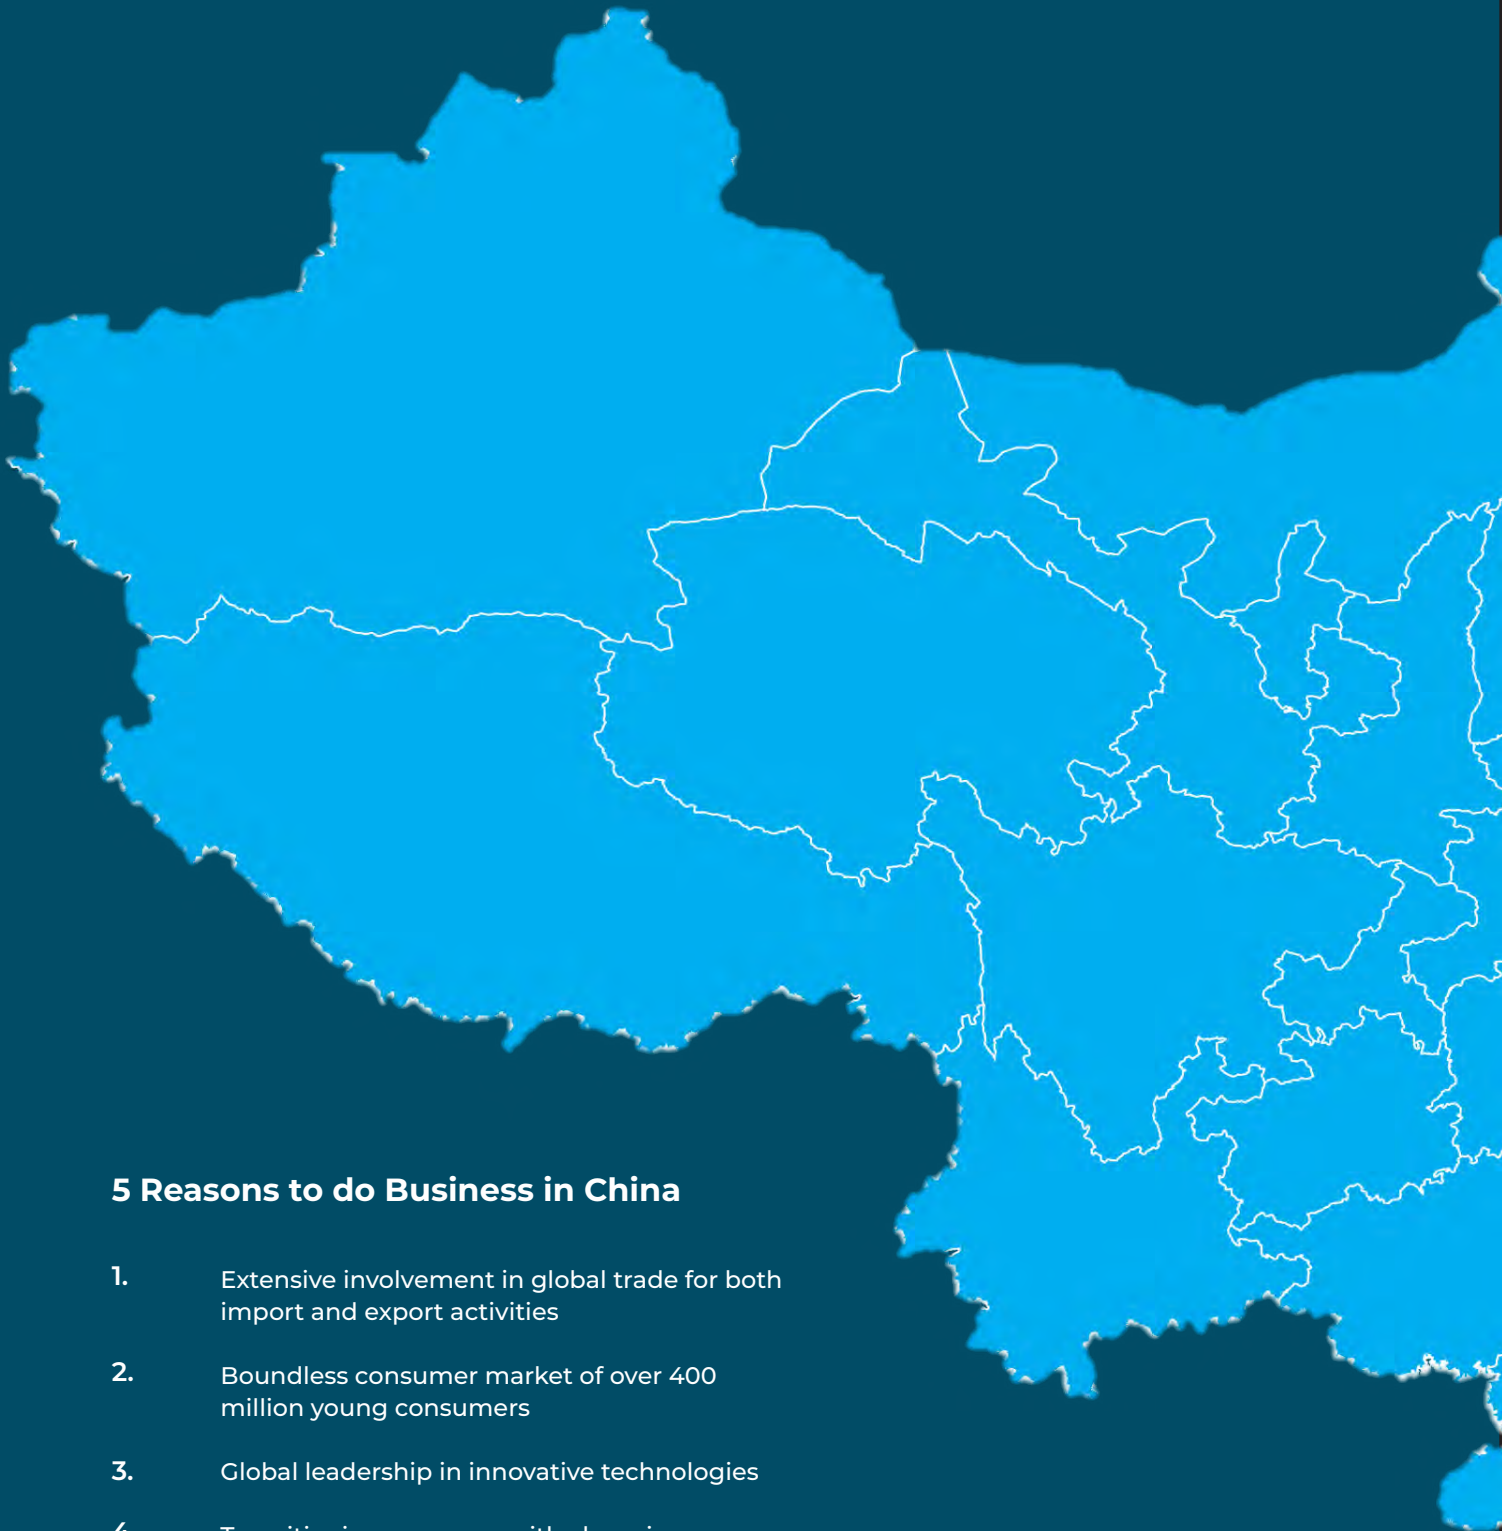 5 Reasons to do Business in China
1.
Extensive involvement in global trade for both
import and export activities
2.
Boundless consumer market of over 400
million young consumers
3.
Global leadership in innovative technologies
4.